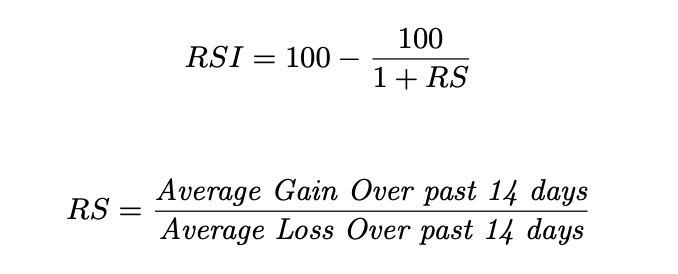 RSI = 100 − 100 / (1 + RS)
RS = Average Gain Over past 14 days / Average Loss Over past 14 days